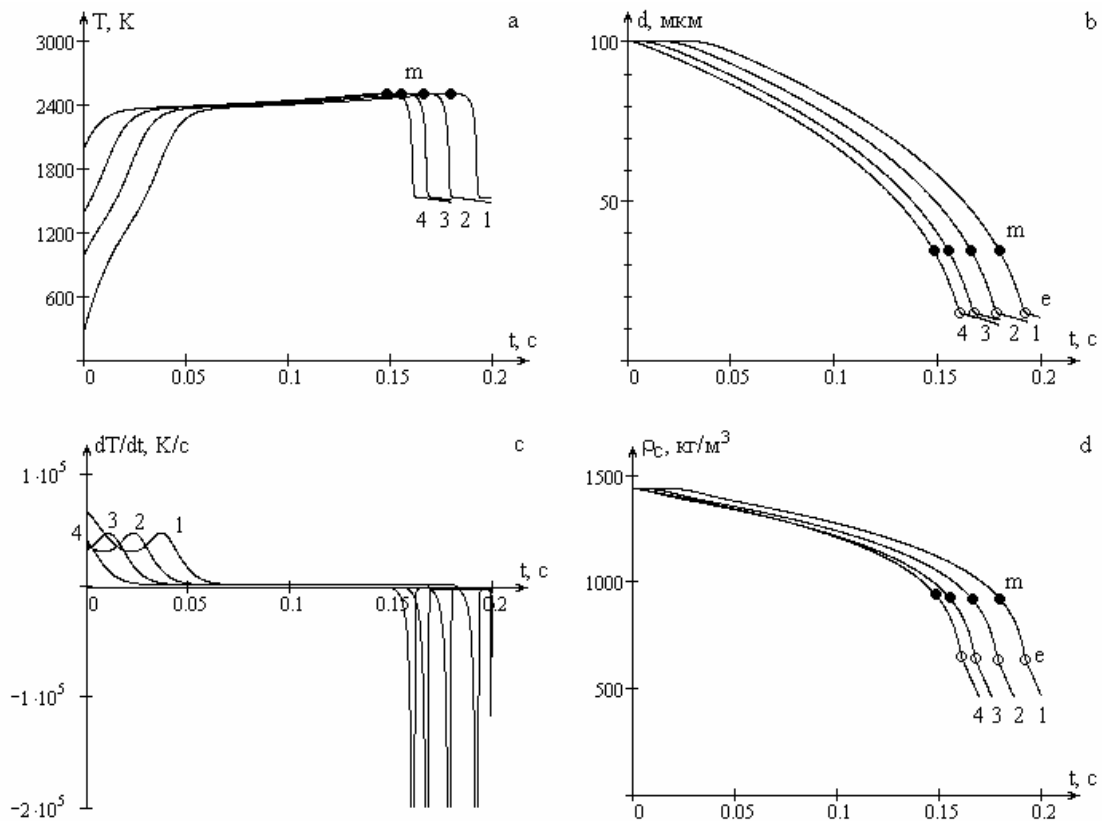 T, К
a
3000
m
2400
1800
1200
4 3 2 1
600
t, с
0 0.05 0.1 0.15 0.2
d, мкм
b
100
50
m
e
4 3 2 1
t, с
0 0.05 0.1 0.15 0.2
dT/dt, К/с
c
1·10⁵
4 3 2 1
t, с
0 0.05 0.1 0.15 0.2
-1·10⁵
-2·10⁵
ρc, кг/м³
d
1500
1000
m
e
500
4 3 2 1
t, с
0 0.05 0.1 0.15 0.2